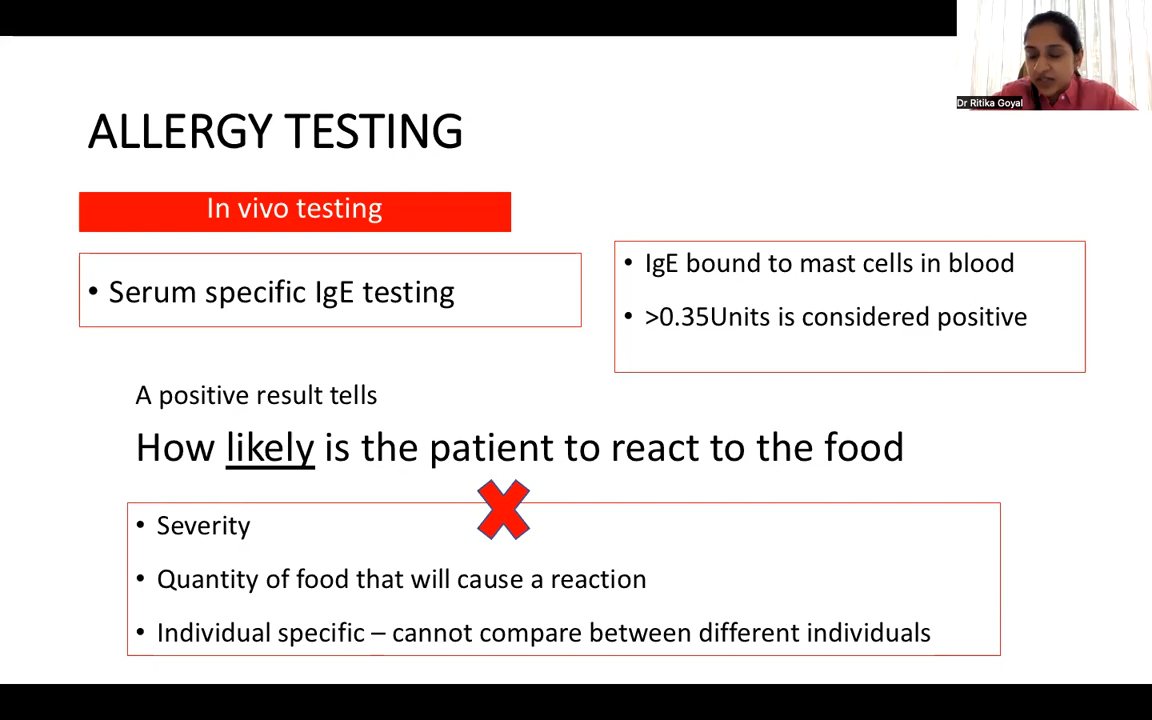 Dr Ritika Goyal
ALLERGY TESTING
In vivo testing
• Serum specific IgE testing
• IgE bound to mast cells in blood
• >0.35Units is considered positive
A positive result tells
How likely is the patient to react to the food
• Severity
• Quantity of food that will cause a reaction
• Individual specific – cannot compare between different individuals